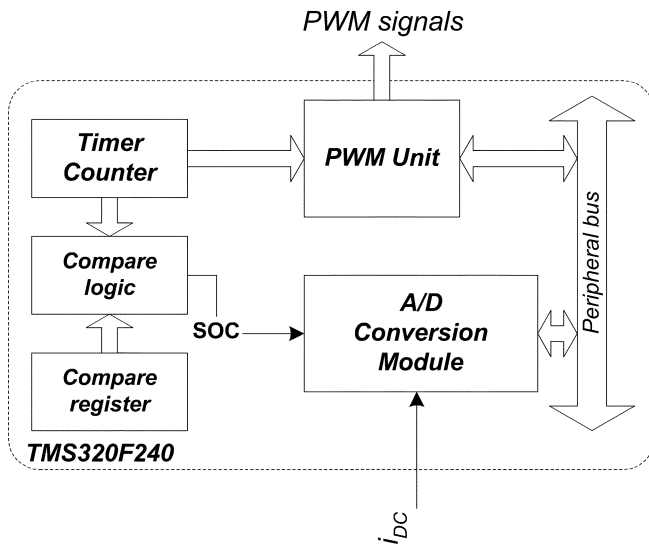 PWM signals
Timer
Counter
PWM Unit
Compare
logic
SOC
A/D
Conversion
Module
Peripheral bus
Compare
register
TMS320F240
iDC